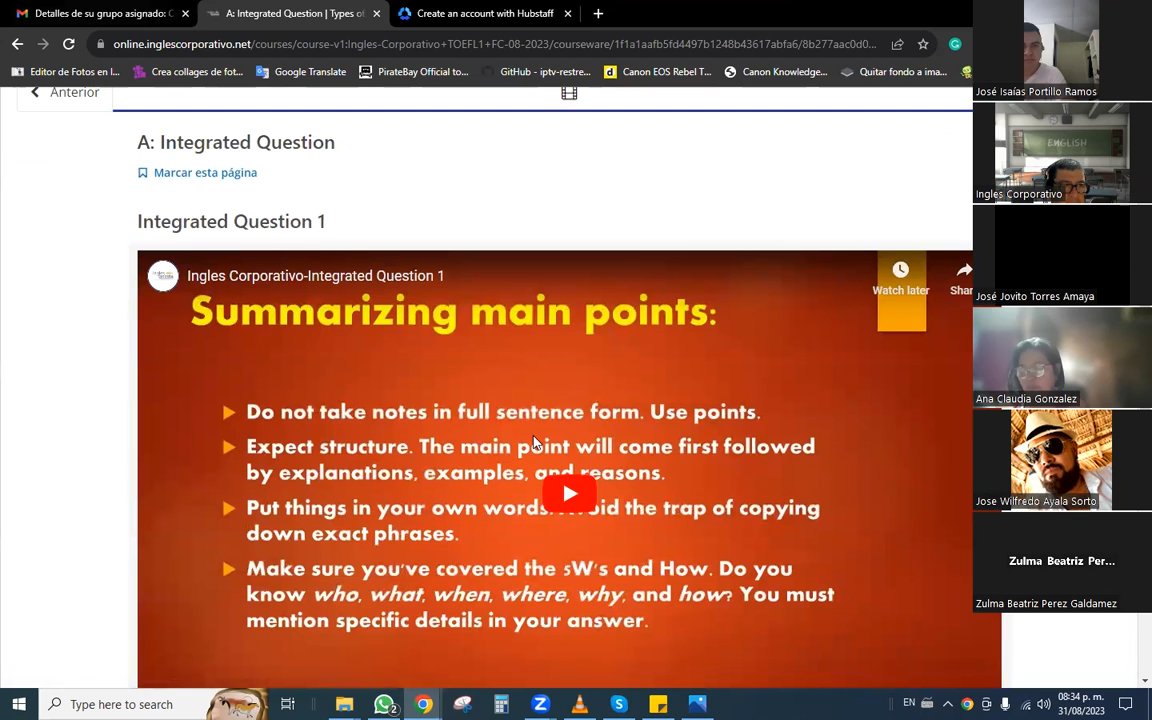 Detalles de su grupo asignado: C
A: Integrated Question | Types of
Create an account with Hubstaff
online.inglescorporativo.net/courses/course-v1:Ingles-Corporativo+TOEFL1+FC-08-2023/courseware/1f1a1aafb5fd4497b1248b43617abfa6/8b277aac0d0...
Editor de Fotos en l...
Crea collages de fot...
Google Translate
PirateBay Official to...
GitHub - iptv-restre...
Canon EOS Rebel T...
Canon Knowledge...
Quitar fondo a ima...
Anterior
A: Integrated Question
Marcar esta página
Integrated Question 1
Ingles Corporativo-Integrated Question 1
Watch later
Shar
Summarizing main points:
Do not take notes in full sentence form. Use points.
Expect structure. The main point will come first followed
by explanations, examples, and reasons.
Put things in your own words. Avoid the trap of copying
down exact phrases.
Make sure you've covered the 5W's and How. Do you
know who, what, when, where, why, and how? You must
mention specific details in your answer.
José Isaías Portillo Ramos
ENGLISH
Ingles Corporativo
José Jovito Torres Amaya
Ana Claudia Gonzalez
Jose Wilfredo Ayala Sorto
Zulma Beatriz Per...
Zulma Beatriz Perez Galdamez
Type here to search
2
EN
08:34 p. m.
31/08/2023